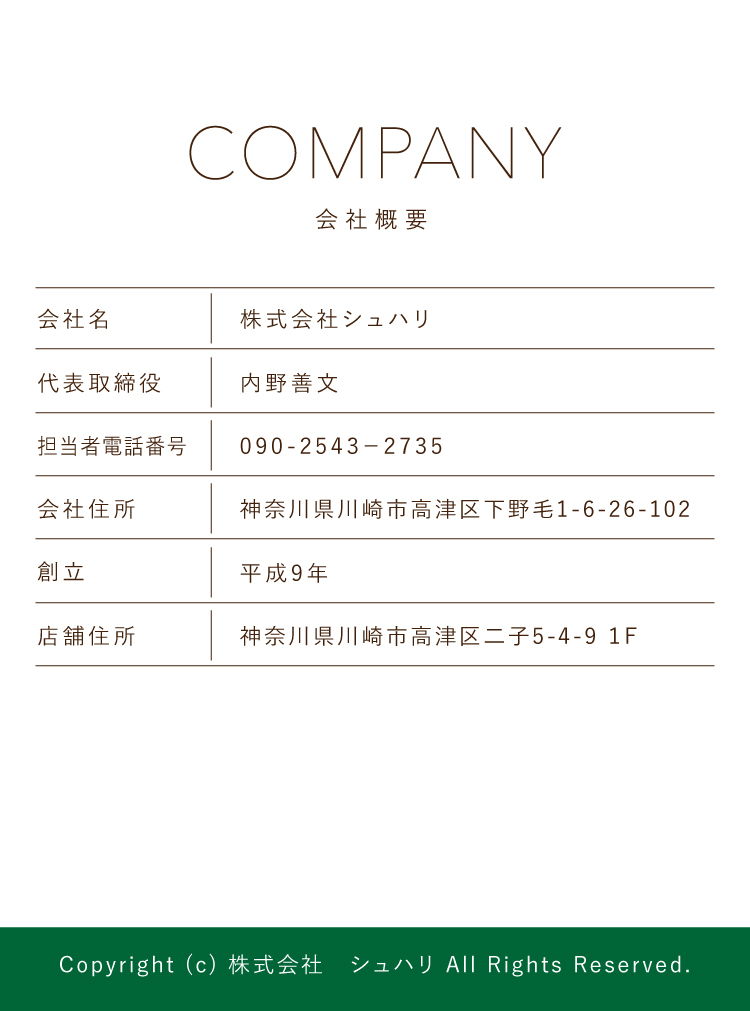 COMPANY
会社概要
会社名 株式会社シュハリ
代表取締役 内野善文
担当者電話番号 090-2543−2735
会社住所 神奈川県川崎市高津区下野毛1-6-26-102
創立 平成9年
店舗住所 神奈川県川崎市高津区二子5-4-9 1F
Copyright (c) 株式会社　シュハリ All Rights Reserved.